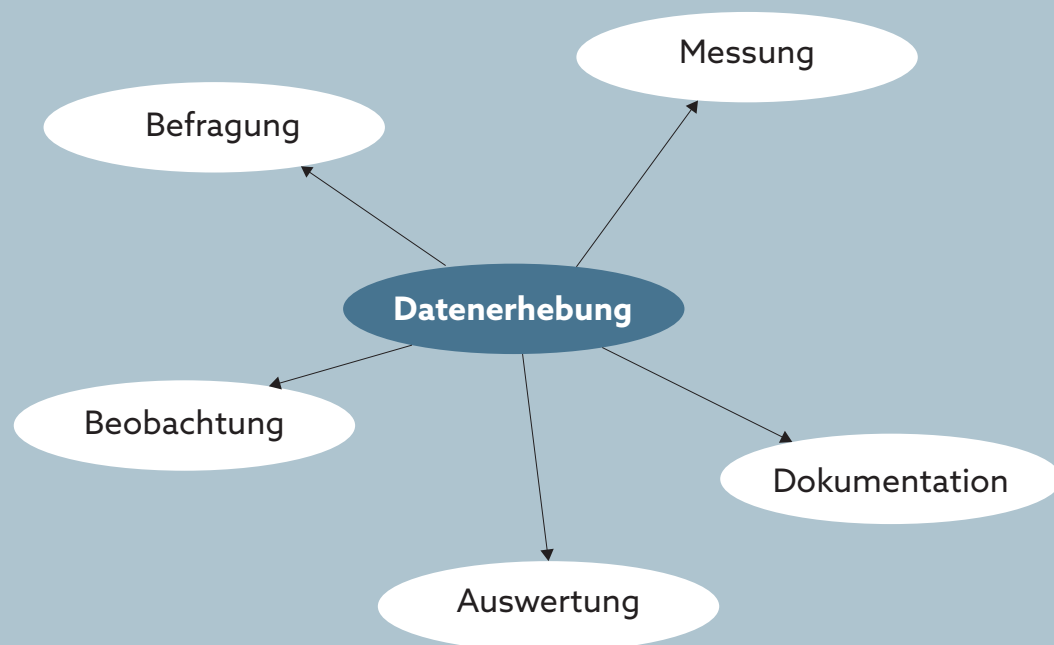 Messung
Befragung
Datenerhebung
Beobachtung
Dokumentation
Auswertung